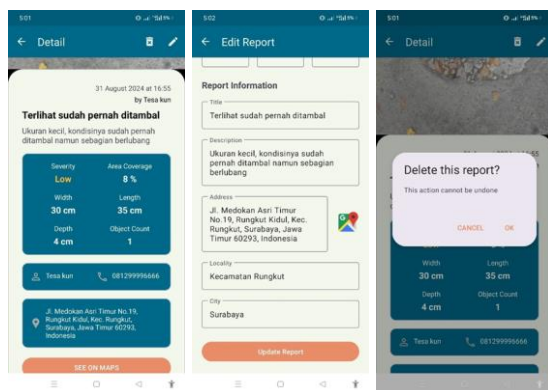 5:01
Detail
31 August 2024 at 16:55
by Tesa kun
Terlihat sudah pernah ditambal
Ukuran kecil, kondisinya sudah pernah
ditambal namun sebagian berlubang
Severity
Area Coverage
Low
8 %
Width
Length
30 cm
35 cm
Depth
Object Count
4 cm
1
Tesa kun
081299996666
Jl. Medokan Asri Timur No.19,
Rungkut Kidul, Kec. Rungkut,
Surabaya, Jawa Timur 60293,
Indonesia
SEE ON MAPS
5:02
Edit Report
Report Information
Title
Terlihat sudah pernah ditambal
Description
Ukuran kecil, kondisinya sudah
pernah ditambal namun sebagian
berlubang
Address
Jl. Medokan Asri Timur
No.19, Rungkut Kidul, Kec.
Rungkut, Surabaya, Jawa
Timur 60293, Indonesia
Locality
Kecamatan Rungkut
City
Surabaya
Update Report
5:01
Detail
Delete this report?
This action cannot be undone
CANCEL
OK
Width
Length
30 cm
35 cm
Depth
Object Count
4 cm
1
Tesa kun
081299996666